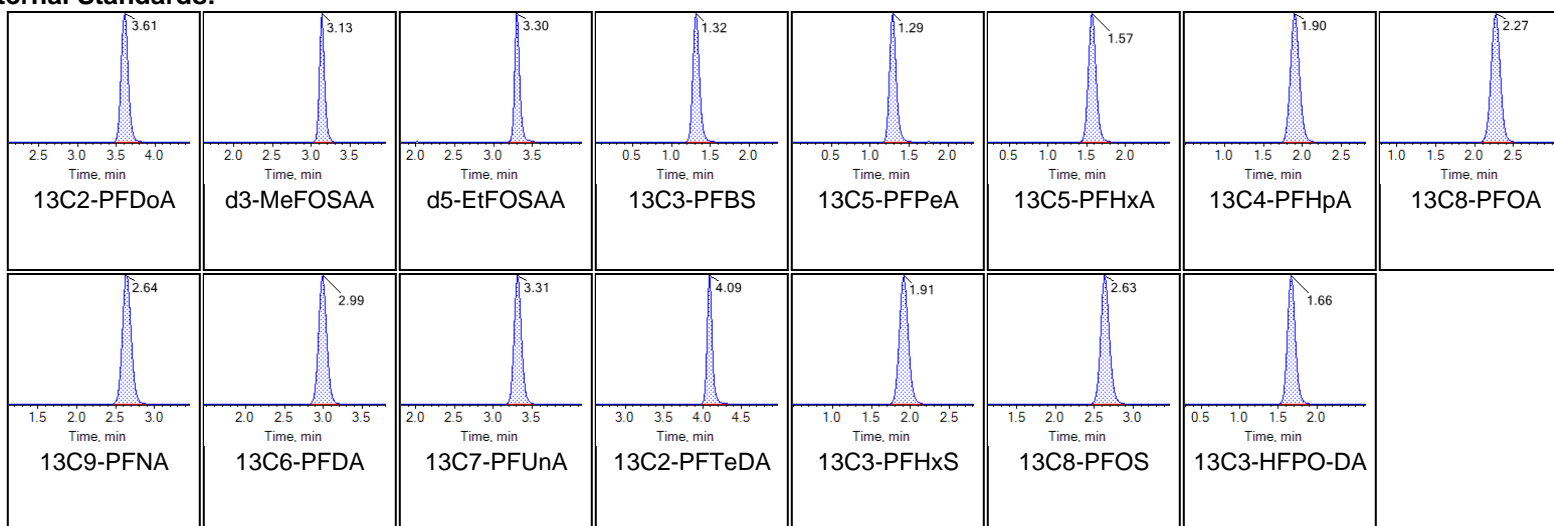 ternal Standards:
3.61 3.13 3.30 1.32 1.29 1.57 1.90 2.27
2.5 3.0 3.5 4.0 2.0 2.5 3.0 3.5 2.0 2.5 3.0 3.5 0.5 1.0 1.5 2.0 0.5 1.0 1.5 2.0 0.5 1.0 1.5 2.0 1.0 1.5 2.0 2.5 1.0 1.5 2.0 2.5
Time, min Time, min Time, min Time, min Time, min Time, min Time, min Time, min
13C2-PFDoA d3-MeFOSAA d5-EtFOSAA 13C3-PFBS 13C5-PFPeA 13C5-PFHxA 13C4-PFHpA 13C8-PFOA
2.64 2.99 3.31 4.09 1.91 2.63 1.66
1.5 2.0 2.5 3.0 2.0 2.5 3.0 3.5 2.0 2.5 3.0 3.5 3.0 3.5 4.0 4.5 1.0 1.5 2.0 2.5 1.5 2.0 2.5 3.0 0.5 1.0 1.5 2.0
Time, min Time, min Time, min Time, min Time, min Time, min Time, min
13C9-PFNA 13C6-PFDA 13C7-PFUnA 13C2-PFTeDA 13C3-PFHxS 13C8-PFOS 13C3-HFPO-DA